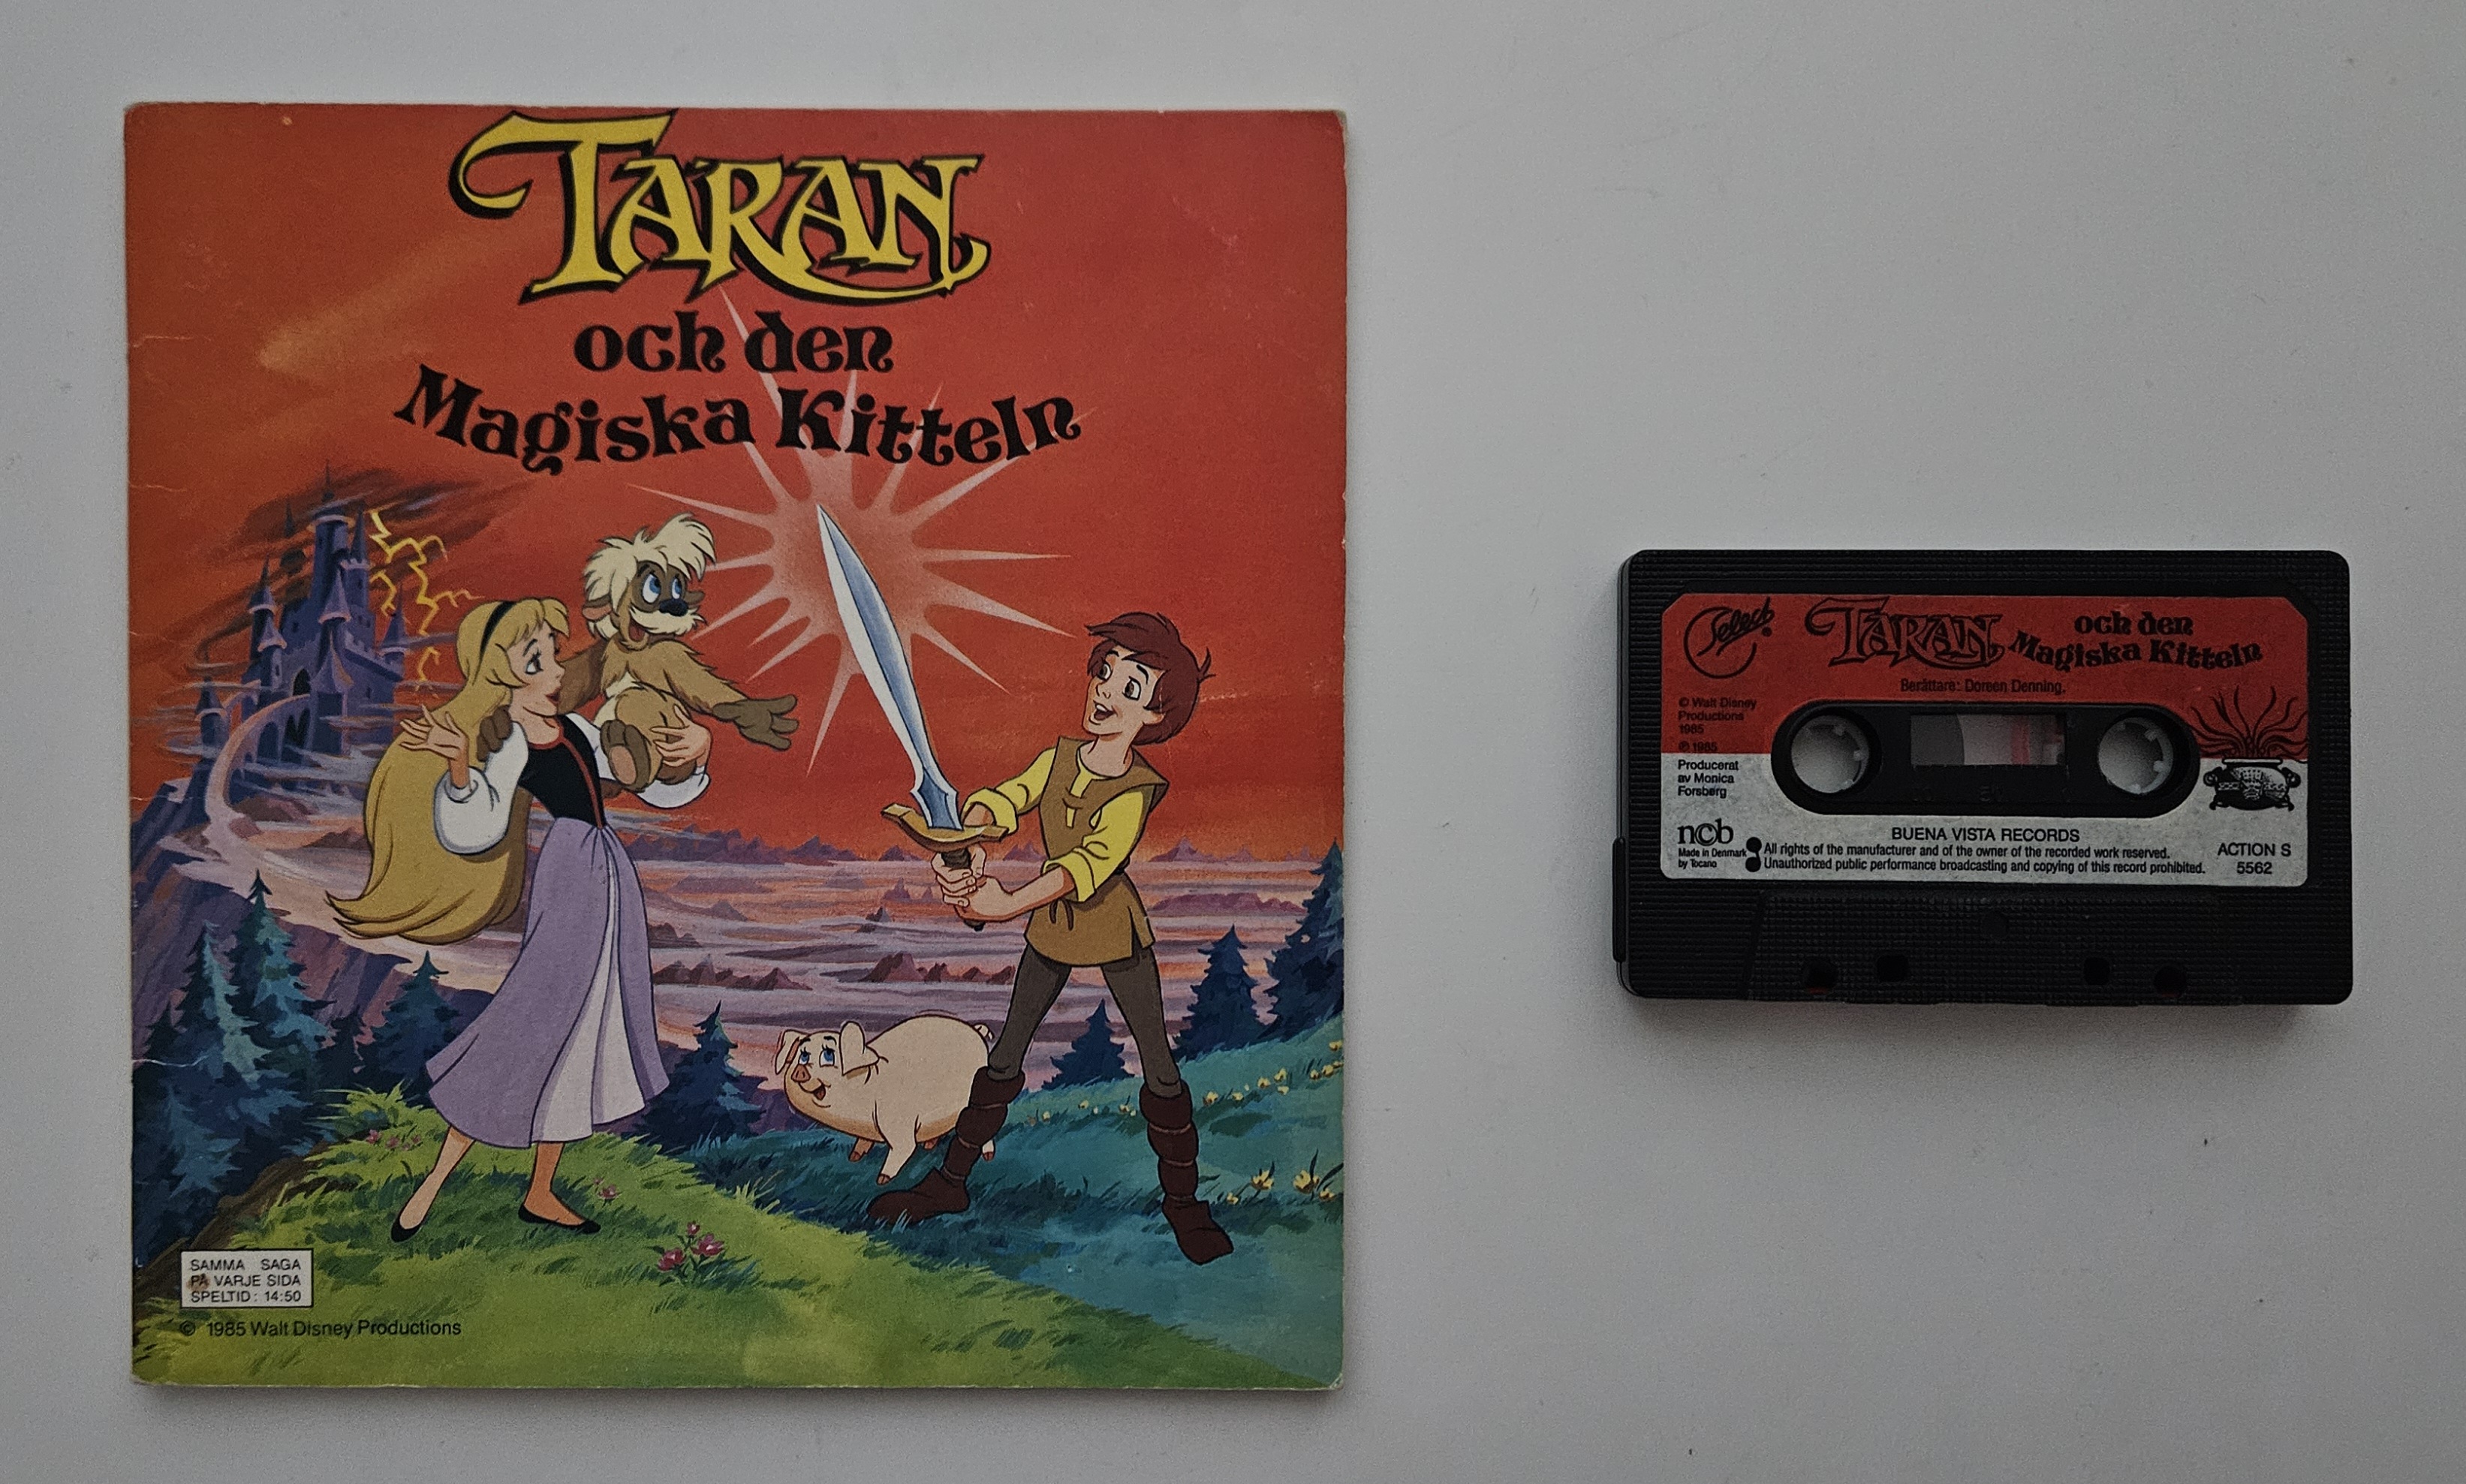 TARAN
och den
Magiska Kitteln
SAMMA SAGA
PÅ VARJE SIDA
SPELTID: 14:50
© 1985 Walt Disney Productions
Select
TARAN och den
Magiska Kitteln
Berättare: Doreen Denning.
© Walt Disney
Productions
1985
℗ 1985
Producerat
av Monica
Forsberg
ncb
Made in Denmark
by Tocano
BUENA VISTA RECORDS
All rights of the manufacturer and of the owner of the recorded work reserved.
Unauthorized public performance broadcasting and copying of this record prohibited.
ACTION S
5562